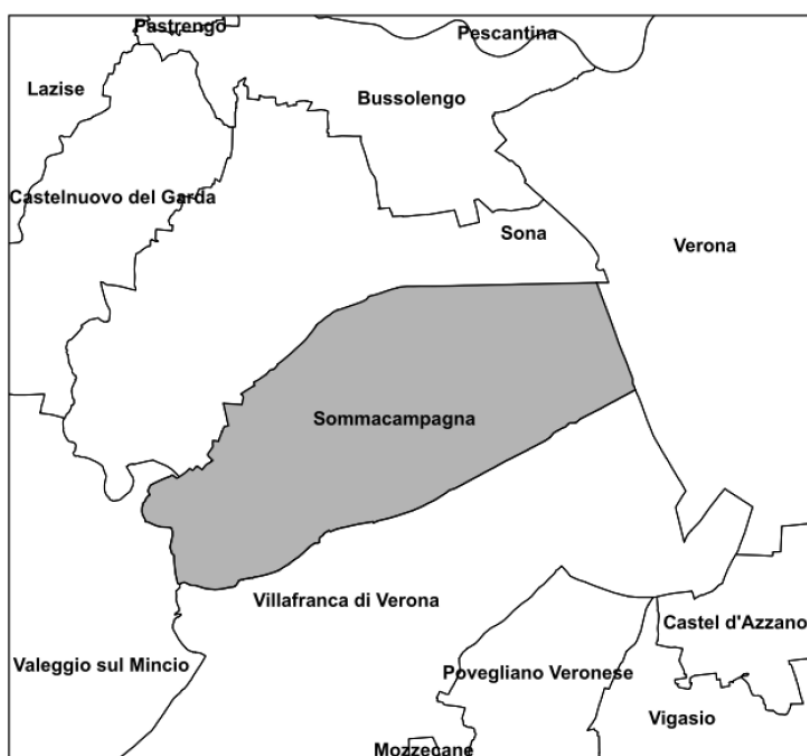 Pastrengo
Pescantina
Lazise
Bussolengo
Castelnuovo del Garda
Sona
Verona
Sommacampagna
Villafranca di Verona
Castel d'Azzano
Valeggio sul Mincio
Povegliano Veronese
Vigasio
Mozzecane